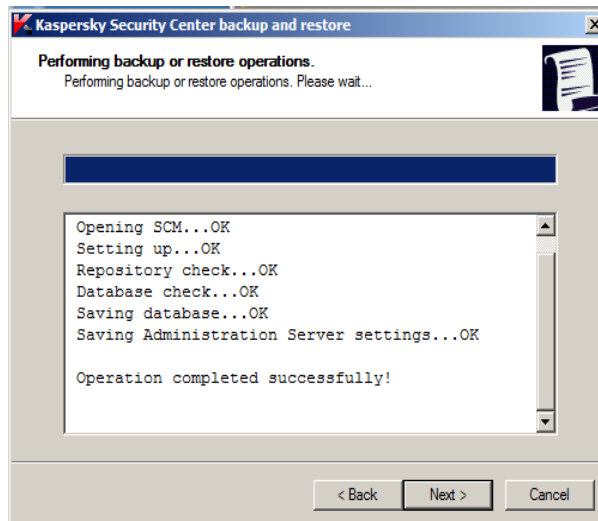 Kaspersky Security Center backup and restore
Performing backup or restore operations.
Performing backup or restore operations. Please wait...
Opening SCM...OK
Setting up...OK
Repository check...OK
Database check...OK
Saving database...OK
Saving Administration Server settings...OK
Operation completed successfully!
< Back
Next >
Cancel